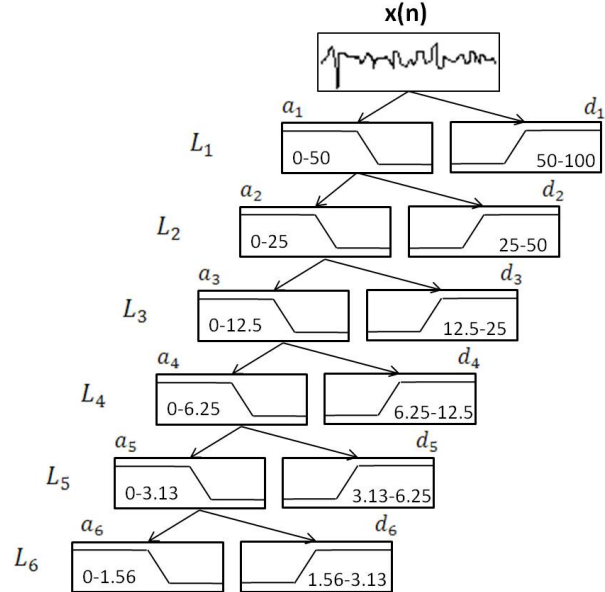 x(n)
a₁ d₁
L₁ 0-50 50-100
a₂ d₂
L₂ 0-25 25-50
a₃ d₃
L₃ 0-12.5 12.5-25
a₄ d₄
L₄ 0-6.25 6.25-12.5
a₅ d₅
L₅ 0-3.13 3.13-6.25
a₆ d₆
L₆ 0-1.56 1.56-3.13